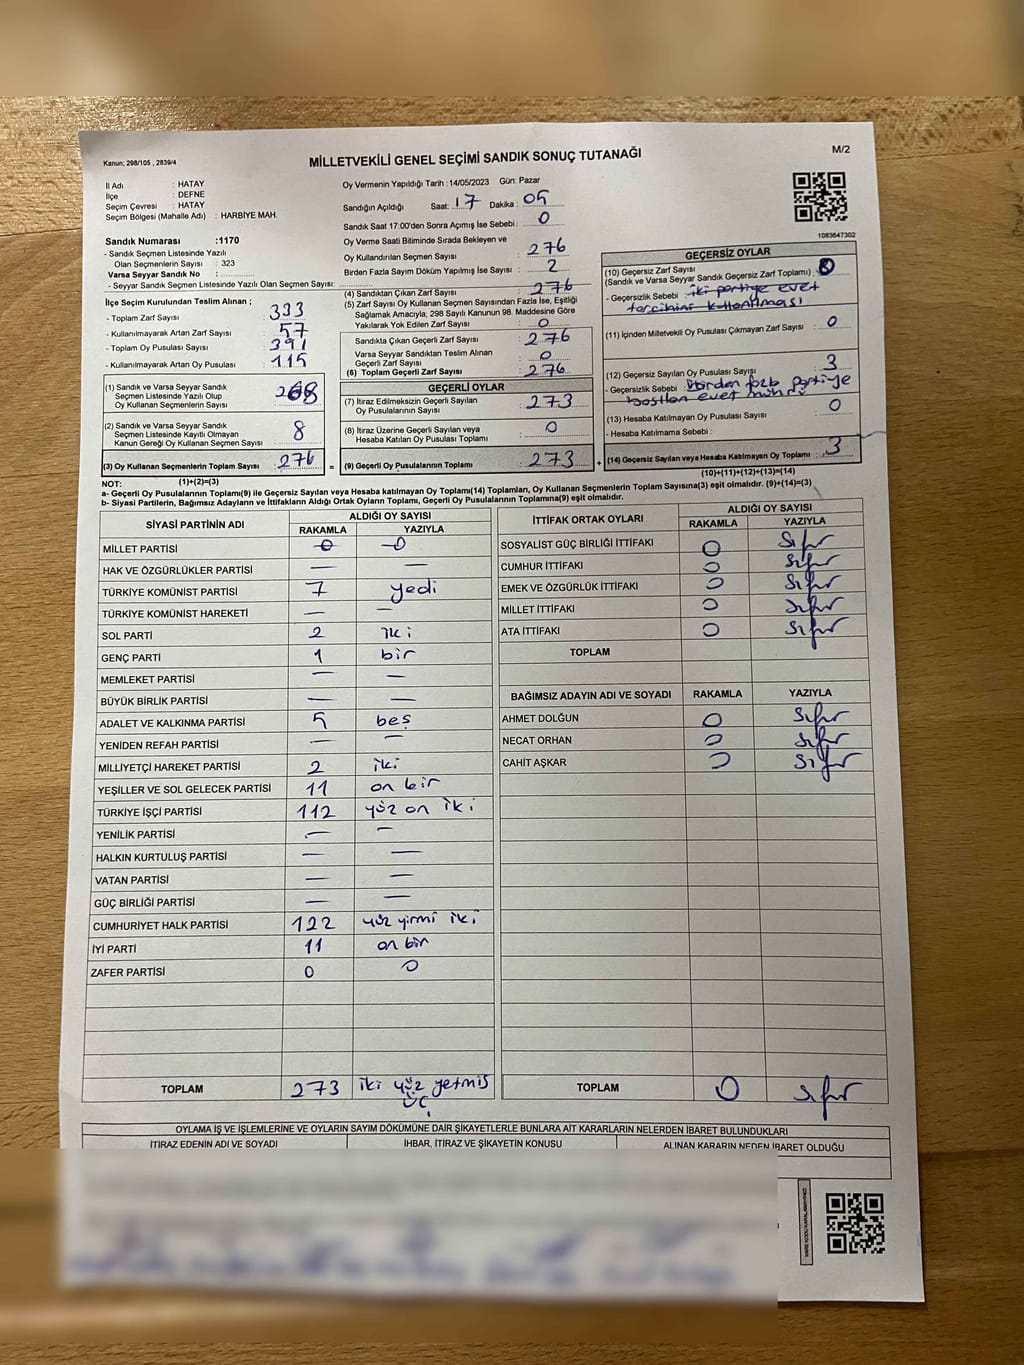 Kanun; 298/105 , 2839/4
MİLLETVEKİLİ GENEL SEÇİMİ SANDIK SONUÇ TUTANAĞI
M/2
İl Adı : HATAY
İlçe : DEFNE
Seçim Çevresi : HATAY
Seçim Bölgesi (Mahalle Adı) : HARBİYE MAH.
Sandık Numarası :1170
- Sandık Seçmen Listesinde Yazılı
Olan Seçmenlerin Sayısı : 323
Varsa Seyyar Sandık No :
- Seyyar Sandık Seçmen Listesinde Yazılı Olan Seçmen Sayısı:
İlçe Seçim Kurulundan Teslim Alınan ;
- Toplam Zarf Sayısı : 333
- Kullanılmayarak Artan Zarf Sayısı : 57
- Toplam Oy Pusulası Sayısı : 391
- Kullanılmayarak Artan Oy Pusulası : 115
(1) Sandık ve Varsa Seyyar Sandık
Seçmen Listesinde Yazılı Olup
Oy Kullanan Seçmenlerin Sayısı : 268
(2) Sandık ve Varsa Seyyar Sandık
Seçmen Listesinde Kayıtlı Olmayan
Kanun Gereği Oy Kullanan Seçmen Sayısı : 8
(3) Oy Kullanan Seçmenlerin Toplam Sayısı : 276 =
(1)+(2)=(3)
Oy Vermenin Yapıldığı Tarih : 14/05/2023 Gün: Pazar
Sandığın Açıldığı Saat: 17 Dakika : 05
Sandık Saat 17:00'den Sonra Açımış İse Sebebi : 0
Oy Verme Saati Bitiminde Sırada Bekleyen ve
Oy Kullandırılan Seçmen Sayısı : 276
Birden Fazla Sayım Döküm Yapılmış İse Sayısı : 2
(4) Sandıktan Çıkan Zarf Sayısı : 276
(5) Zarf Sayısı Oy Kullanan Seçmen Sayısından Fazla İse, Eşitliği
Sağlamak Amacıyla; 298 Sayılı Kanunun 98. Maddesine Göre
Yakılarak Yok Edilen Zarf Sayısı : 0
Sandıkta Çıkan Geçerli Zarf Sayısı : 276
Varsa Seyyar Sandıktan Teslim Alınan
Geçerli Zarf Sayısı : 0
(6) Toplam Geçerli Zarf Sayısı : 276
GEÇERLİ OYLAR
(7) İtiraz Edilmeksizin Geçerli Sayılan
Oy Pusulalarının Sayısı : 273
(8) İtiraz Üzerine Geçerli Sayılan veya
Hesaba Katılan Oy Pusulası Toplamı : 0
(9) Geçerli Oy Pusulalarının Toplamı : 273 +
1083647302
GEÇERSİZ OYLAR
(10) Geçersiz Zarf Sayısı
(Sandık ve Varsa Seyyar Sandık Geçersiz Zarf Toplamı) : 0
- Geçersizlik Sebebi : iki partiye evet
tercihini kullanılması
(11) İçinden Milletvekili Oy Pusulası Çıkmayan Zarf Sayısı : 0
(12) Geçersiz Sayılan Oy Pusulası Sayısı : 3
- Geçersizlik Sebebi : birden fazla partiye
evet
(13) Hesaba Katılmayan Oy Pusulası Sayısı : 0
- Hesaba Katılmama Sebebi :
(14) Geçersiz Sayılan veya Hesaba Katılmayan Oy Toplamı : 3
(10)+(11)+(12)+(13)=(14)
NOT:
a- Geçerli Oy Pusulalarının Toplamı(9) ile Geçersiz Sayılan veya Hesaba katılmayan Oy Toplamı(14) Toplamları, Oy Kullanan Seçmenlerin Toplam Sayısına(3) eşit olmalıdır. (9)+(14)=(3)
b- Siyasi Partilerin, Bağımsız Adayların ve İttifakların Aldığı Ortak Oyların Toplamı, Geçerli Oy Pusulalarının Toplamına(9) eşit olmalıdır.
SİYASİ PARTİNİN ADI ALDIĞI OY SAYISI
RAKAMLA YAZIYLA
MİLLET PARTİSİ 0 0
HAK VE ÖZGÜRLÜKLER PARTİSİ — —
TÜRKİYE KOMÜNİST PARTİSİ 7 yedi
TÜRKİYE KOMÜNİST HAREKETİ — —
SOL PARTİ 2 iki
GENÇ PARTİ 1 bir
MEMLEKET PARTİSİ — —
BÜYÜK BİRLİK PARTİSİ — —
ADALET VE KALKINMA PARTİSİ 5 beş
YENİDEN REFAH PARTİSİ — —
MİLLİYETÇİ HAREKET PARTİSİ 2 iki
YEŞİLLER VE SOL GELECEK PARTİSİ 11 on bir
TÜRKİYE İŞÇİ PARTİSİ 112 yüz on iki
YENİLİK PARTİSİ — —
HALKIN KURTULUŞ PARTİSİ — —
VATAN PARTİSİ — —
GÜÇ BİRLİĞİ PARTİSİ — —
CUMHURİYET HALK PARTİSİ 122 yüz yirmi iki
İYİ PARTİ 11 on bir
ZAFER PARTİSİ 0 0
TOPLAM 273 iki yüz yetmiş
üç
İTTİFAK ORTAK OYLARI ALDIĞI OY SAYISI
RAKAMLA YAZIYLA
SOSYALİST GÜÇ BİRLİĞİ İTTİFAKI 0 Sıfır
CUMHUR İTTİFAKI 0 Sıfır
EMEK VE ÖZGÜRLÜK İTTİFAKI 0 Sıfır
MİLLET İTTİFAKI 0 Sıfır
ATA İTTİFAKI 0 Sıfır
TOPLAM
BAĞIMSIZ ADAYIN ADI VE SOYADI RAKAMLA YAZIYLA
AHMET DOLĞUN 0 Sıfır
NECAT ORHAN 0 Sıfır
CAHİT AŞKAR 0 Sıfır
TOPLAM 0 sıfır
OYLAMA İŞ VE İŞLEMLERİNE VE OYLARIN SAYIM DÖKÜMÜNE DAİR ŞİKAYETLERLE BUNLARA AİT KARARLARIN NELERDEN İBARET BULUNDUKLARI
İTİRAZ EDENİN ADI VE SOYADI İHBAR, İTİRAZ VE ŞİKAYETİN KONUSU ALINAN KARARIN NEDEN İBARET OLDUĞU
KARE KODU KARALAMAYINIZ